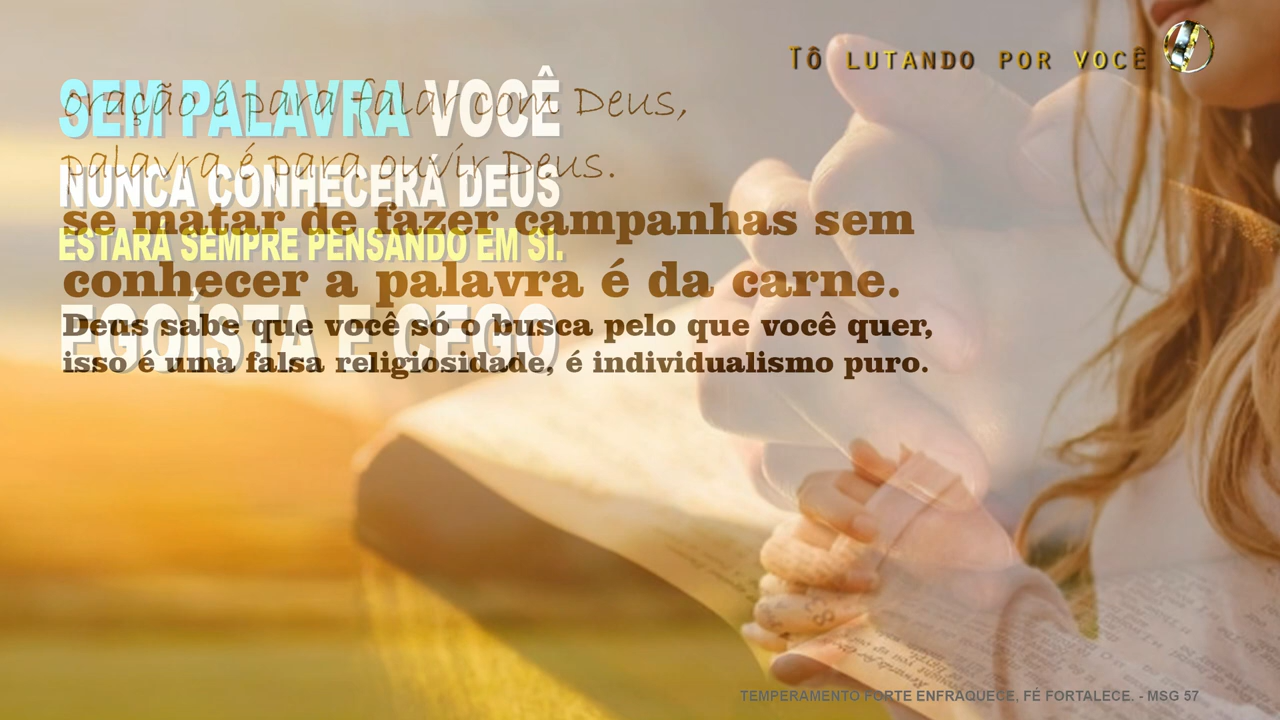 Tô LUTANDO POR VOCÊ
SEM PALAVRA VOCÊ
NUNCA CONHECERÁ DEUS
ESTARÁ SEMPRE PENSANDO EM SI.
EGOÍSTA E CEGO
oração é para falar com Deus,
palavra é para ouvir Deus.
se matar de fazer campanhas sem
conhecer a palavra é da carne.
Deus sabe que você só o busca pelo que você quer,
isso é uma falsa religiosidade, é individualismo puro.
TEMPERAMENTO FORTE ENFRAQUECE, FÉ FORTALECE. - MSG 57